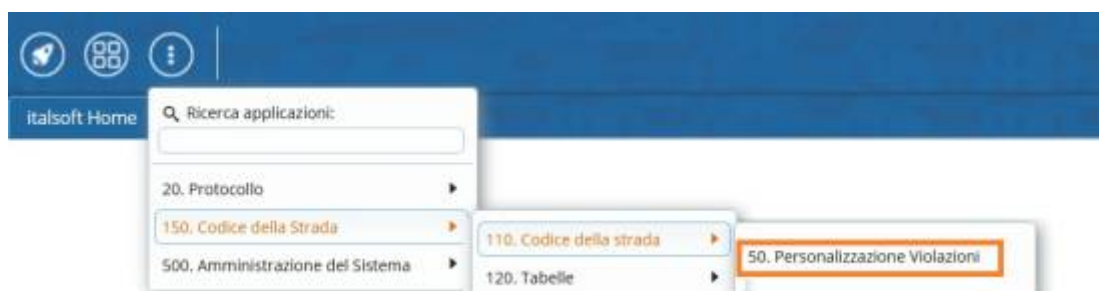 italsoft Home
Ricerca applicazioni:
20. Protocollo
150. Codice della Strada
500. Amministrazione del Sistema
110. Codice della strada
120. Tabelle
50. Personalizzazione Violazioni